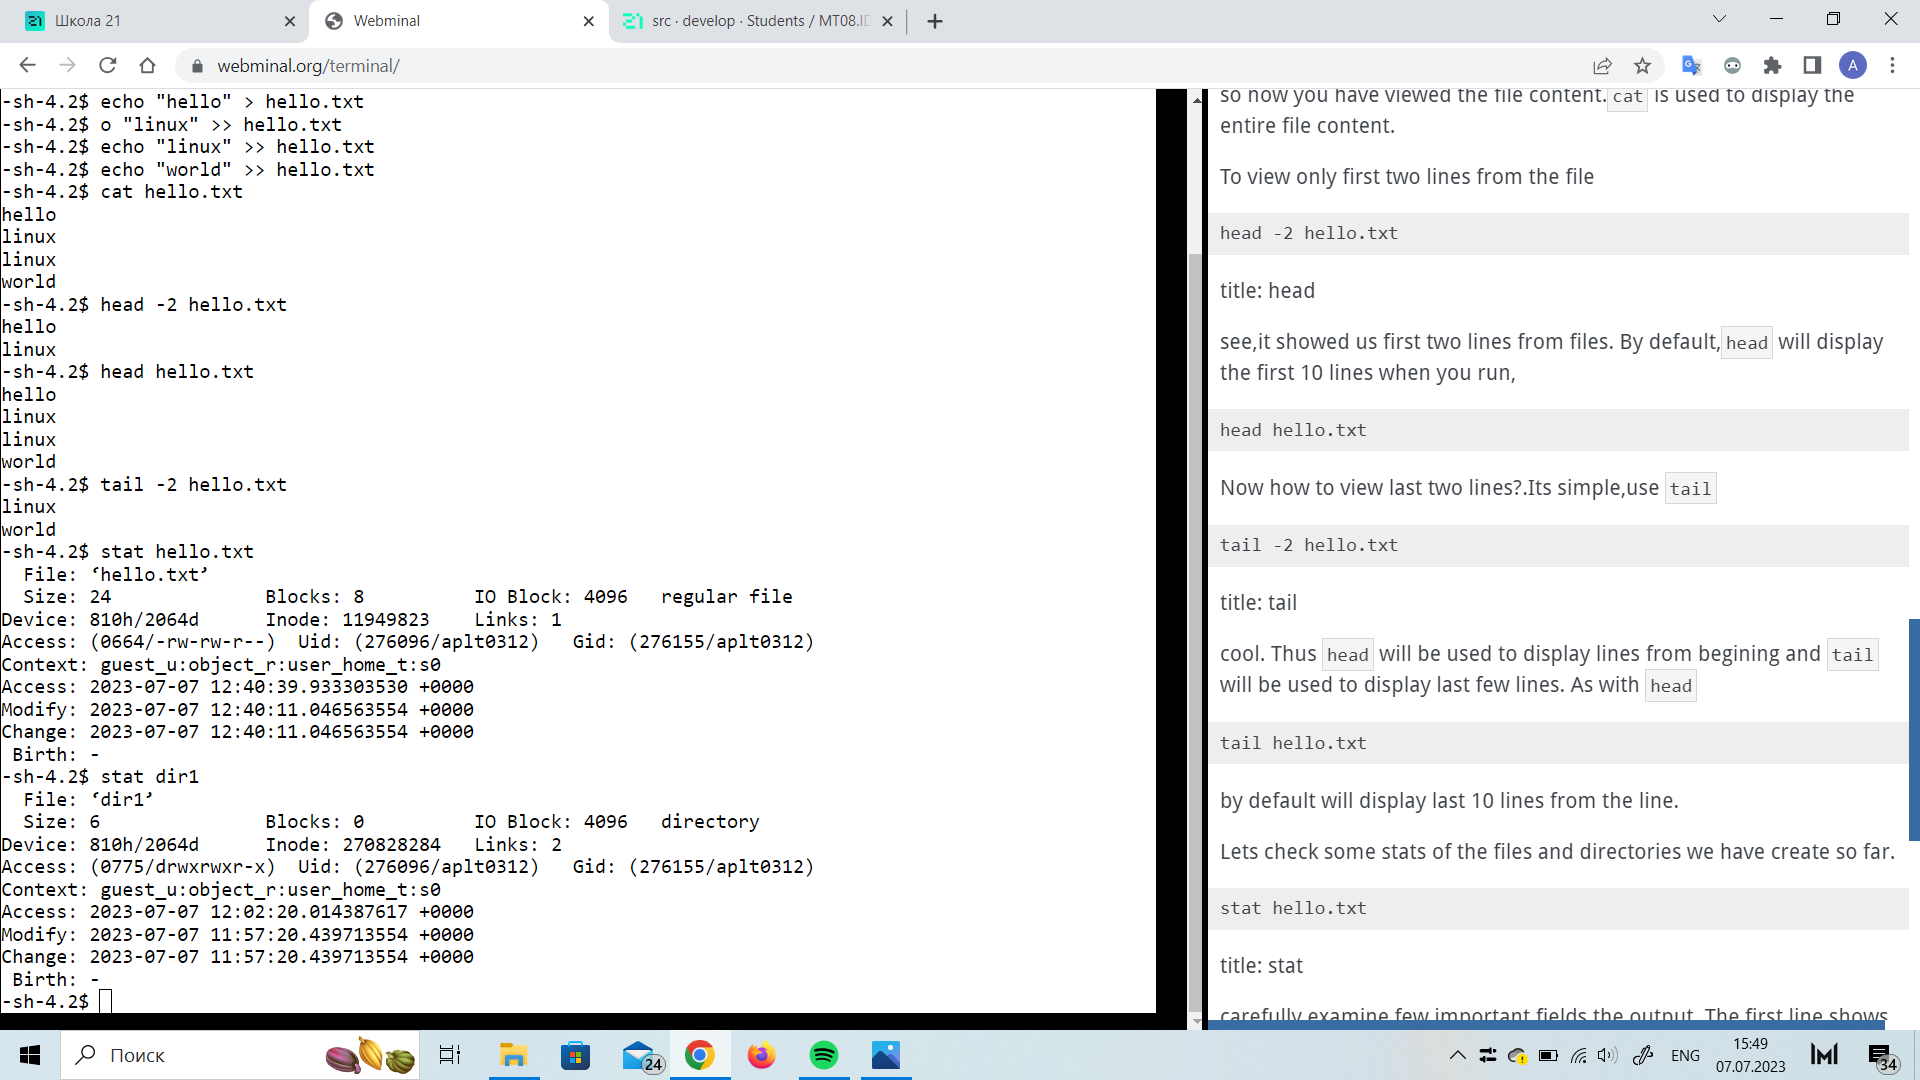 Школа 21
Webminal
src · develop · Students / MT08.ID
webminal.org/terminal/
A
-sh-4.2$ echo "hello" > hello.txt
-sh-4.2$ o "linux" >> hello.txt
-sh-4.2$ echo "linux" >> hello.txt
-sh-4.2$ echo "world" >> hello.txt
-sh-4.2$ cat hello.txt
hello
linux
linux
world
-sh-4.2$ head -2 hello.txt
hello
linux
-sh-4.2$ head hello.txt
hello
linux
linux
world
-sh-4.2$ tail -2 hello.txt
linux
world
-sh-4.2$ stat hello.txt
  File: ‘hello.txt’
  Size: 24              Blocks: 8          IO Block: 4096   regular file
Device: 810h/2064d      Inode: 11949823    Links: 1
Access: (0664/-rw-rw-r--)  Uid: (276096/aplt0312)   Gid: (276155/aplt0312)
Context: guest_u:object_r:user_home_t:s0
Access: 2023-07-07 12:40:39.933303530 +0000
Modify: 2023-07-07 12:40:11.046563554 +0000
Change: 2023-07-07 12:40:11.046563554 +0000
 Birth: -
-sh-4.2$ stat dir1
  File: ‘dir1’
  Size: 6               Blocks: 0          IO Block: 4096   directory
Device: 810h/2064d      Inode: 270828284   Links: 2
Access: (0775/drwxrwxr-x)  Uid: (276096/aplt0312)   Gid: (276155/aplt0312)
Context: guest_u:object_r:user_home_t:s0
Access: 2023-07-07 12:02:20.014387617 +0000
Modify: 2023-07-07 11:57:20.439713554 +0000
Change: 2023-07-07 11:57:20.439713554 +0000
 Birth: -
-sh-4.2$
so now you have viewed the file content. cat is used to display the
entire file content.
To view only first two lines from the file
head -2 hello.txt
title: head
see,it showed us first two lines from files. By default, head will display
the first 10 lines when you run,
head hello.txt
Now how to view last two lines?.Its simple,use tail
tail -2 hello.txt
title: tail
cool. Thus head will be used to display lines from begining and tail
will be used to display last few lines. As with head
tail hello.txt
by default will display last 10 lines from the line.
Lets check some stats of the files and directories we have create so far.
stat hello.txt
title: stat
carefully examine few important fields the output. The first line shows
Поиск
24
ENG
15:49
07.07.2023
34